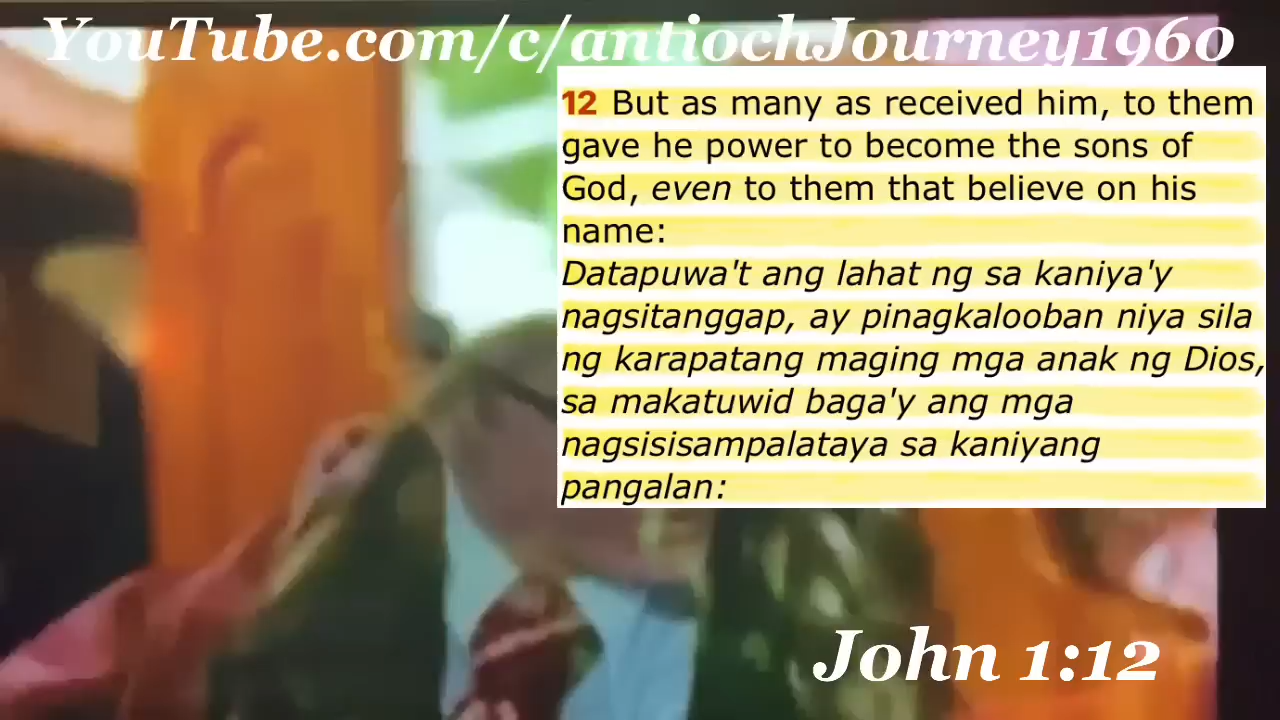 YouTube.com/c/antiochJourney1960
12 But as many as received him, to them
gave he power to become the sons of
God, even to them that believe on his
name:
Datapuwa't ang lahat ng sa kaniya'y
nagsitanggap, ay pinagkalooban niya sila
ng karapatang maging mga anak ng Dios,
sa makatuwid baga'y ang mga
nagsisisampalataya sa kaniyang
pangalan:
John 1:12